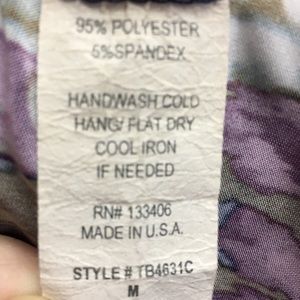 95% POLYESTER
5%SPANDEX
HANDWASH COLD
HANG/ FLAT DRY
COOL IRON
IF NEEDED
RN# 133406
MADE IN U.S.A.
STYLE # TB4631C
M